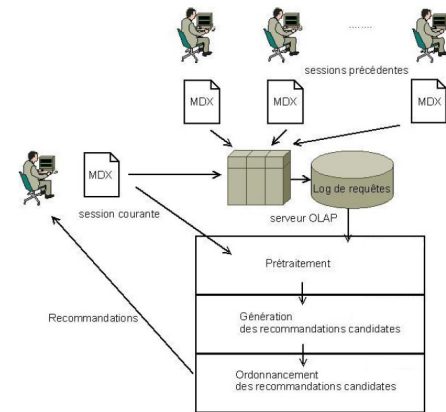 ........
sessions précédentes
MDX
MDX
MDX
MDX
Log de requêtes
session courante
serveur OLAP
Prétraitement
Recommandations
Génération
des recommandations candidates
Ordonnancement
des recommandations candidates